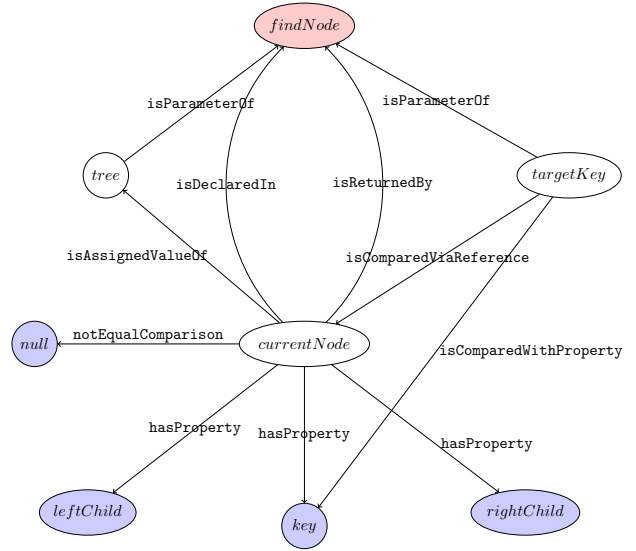 findNode
isParameterOf
isParameterOf
tree
isDeclaredIn
isReturnedBy
targetKey
isAssignedValueOf
isComparedViaReference
null
notEqualComparison
currentNode
isComparedWithProperty
hasProperty
hasProperty
hasProperty
leftChild
key
rightChild